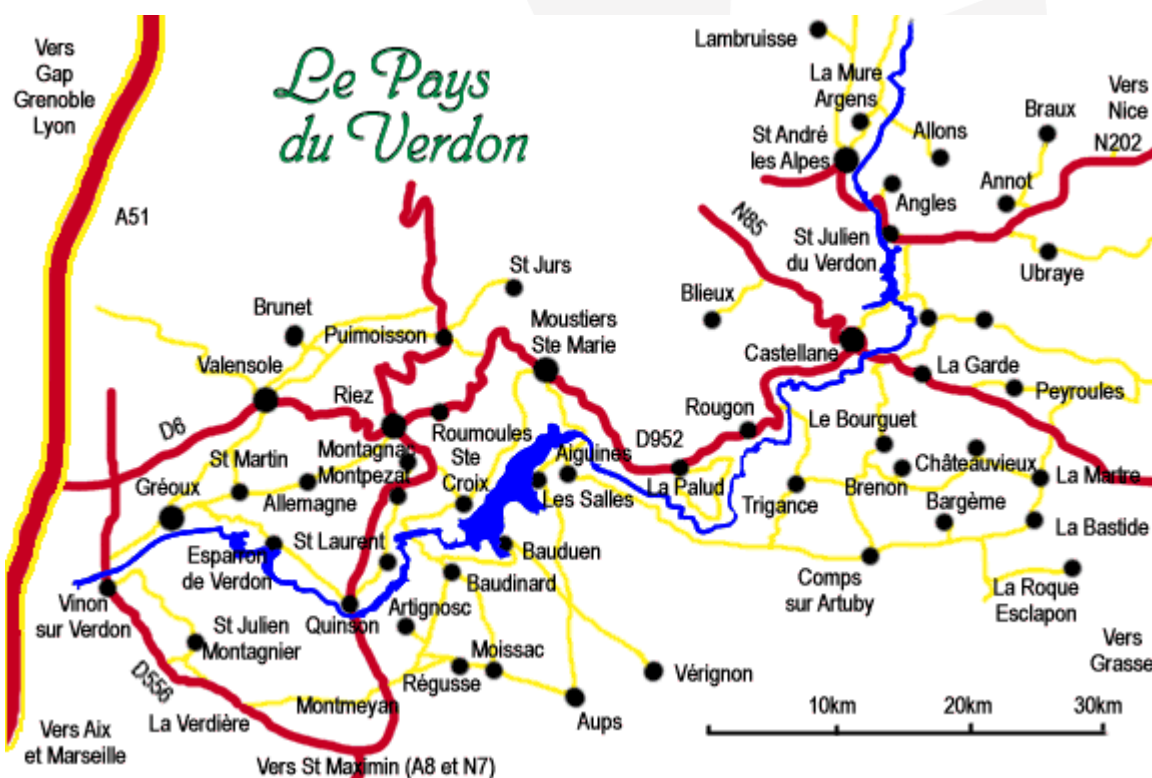 Vers
Gap
Grenoble
Lyon
Le Pays
du Verdon
Lambruisse
La Mure
Argens
St André
les Alpes
Allons
Braux
Vers
Nice
N202
Annot
Angles
A51
N85
St Julien
du Verdon
Ubraye
St Jurs
Blieux
Brunet
Puimoisson
Moustiers
Ste Marie
Castellane
La Garde
Valensole
Riez
Peyroules
Rougon
Le Bourguet
D6
Roumoules
D952
Montagnac
Ste
Croix
Aiguines
St Martin
Montpezat
Les Salles
La Palud
Châteauvieux
La Martre
Gréoux
Allemagne
Trigance
Brenon
Bargème
La Bastide
Esparron
de Verdon
St Laurent
Bauduen
Baudinard
Comps
sur Artuby
La Roque
Esclapon
Vinon
sur Verdon
St Julien
Montagnier
Quinson
Artignosc
Moissac
Régusse
Vérignon
Vers
Grasse
D556
La Verdière
Montmeyan
Aups
10km
20km
30km
Vers Aix
et Marseille
Vers St Maximin (A8 et N7)